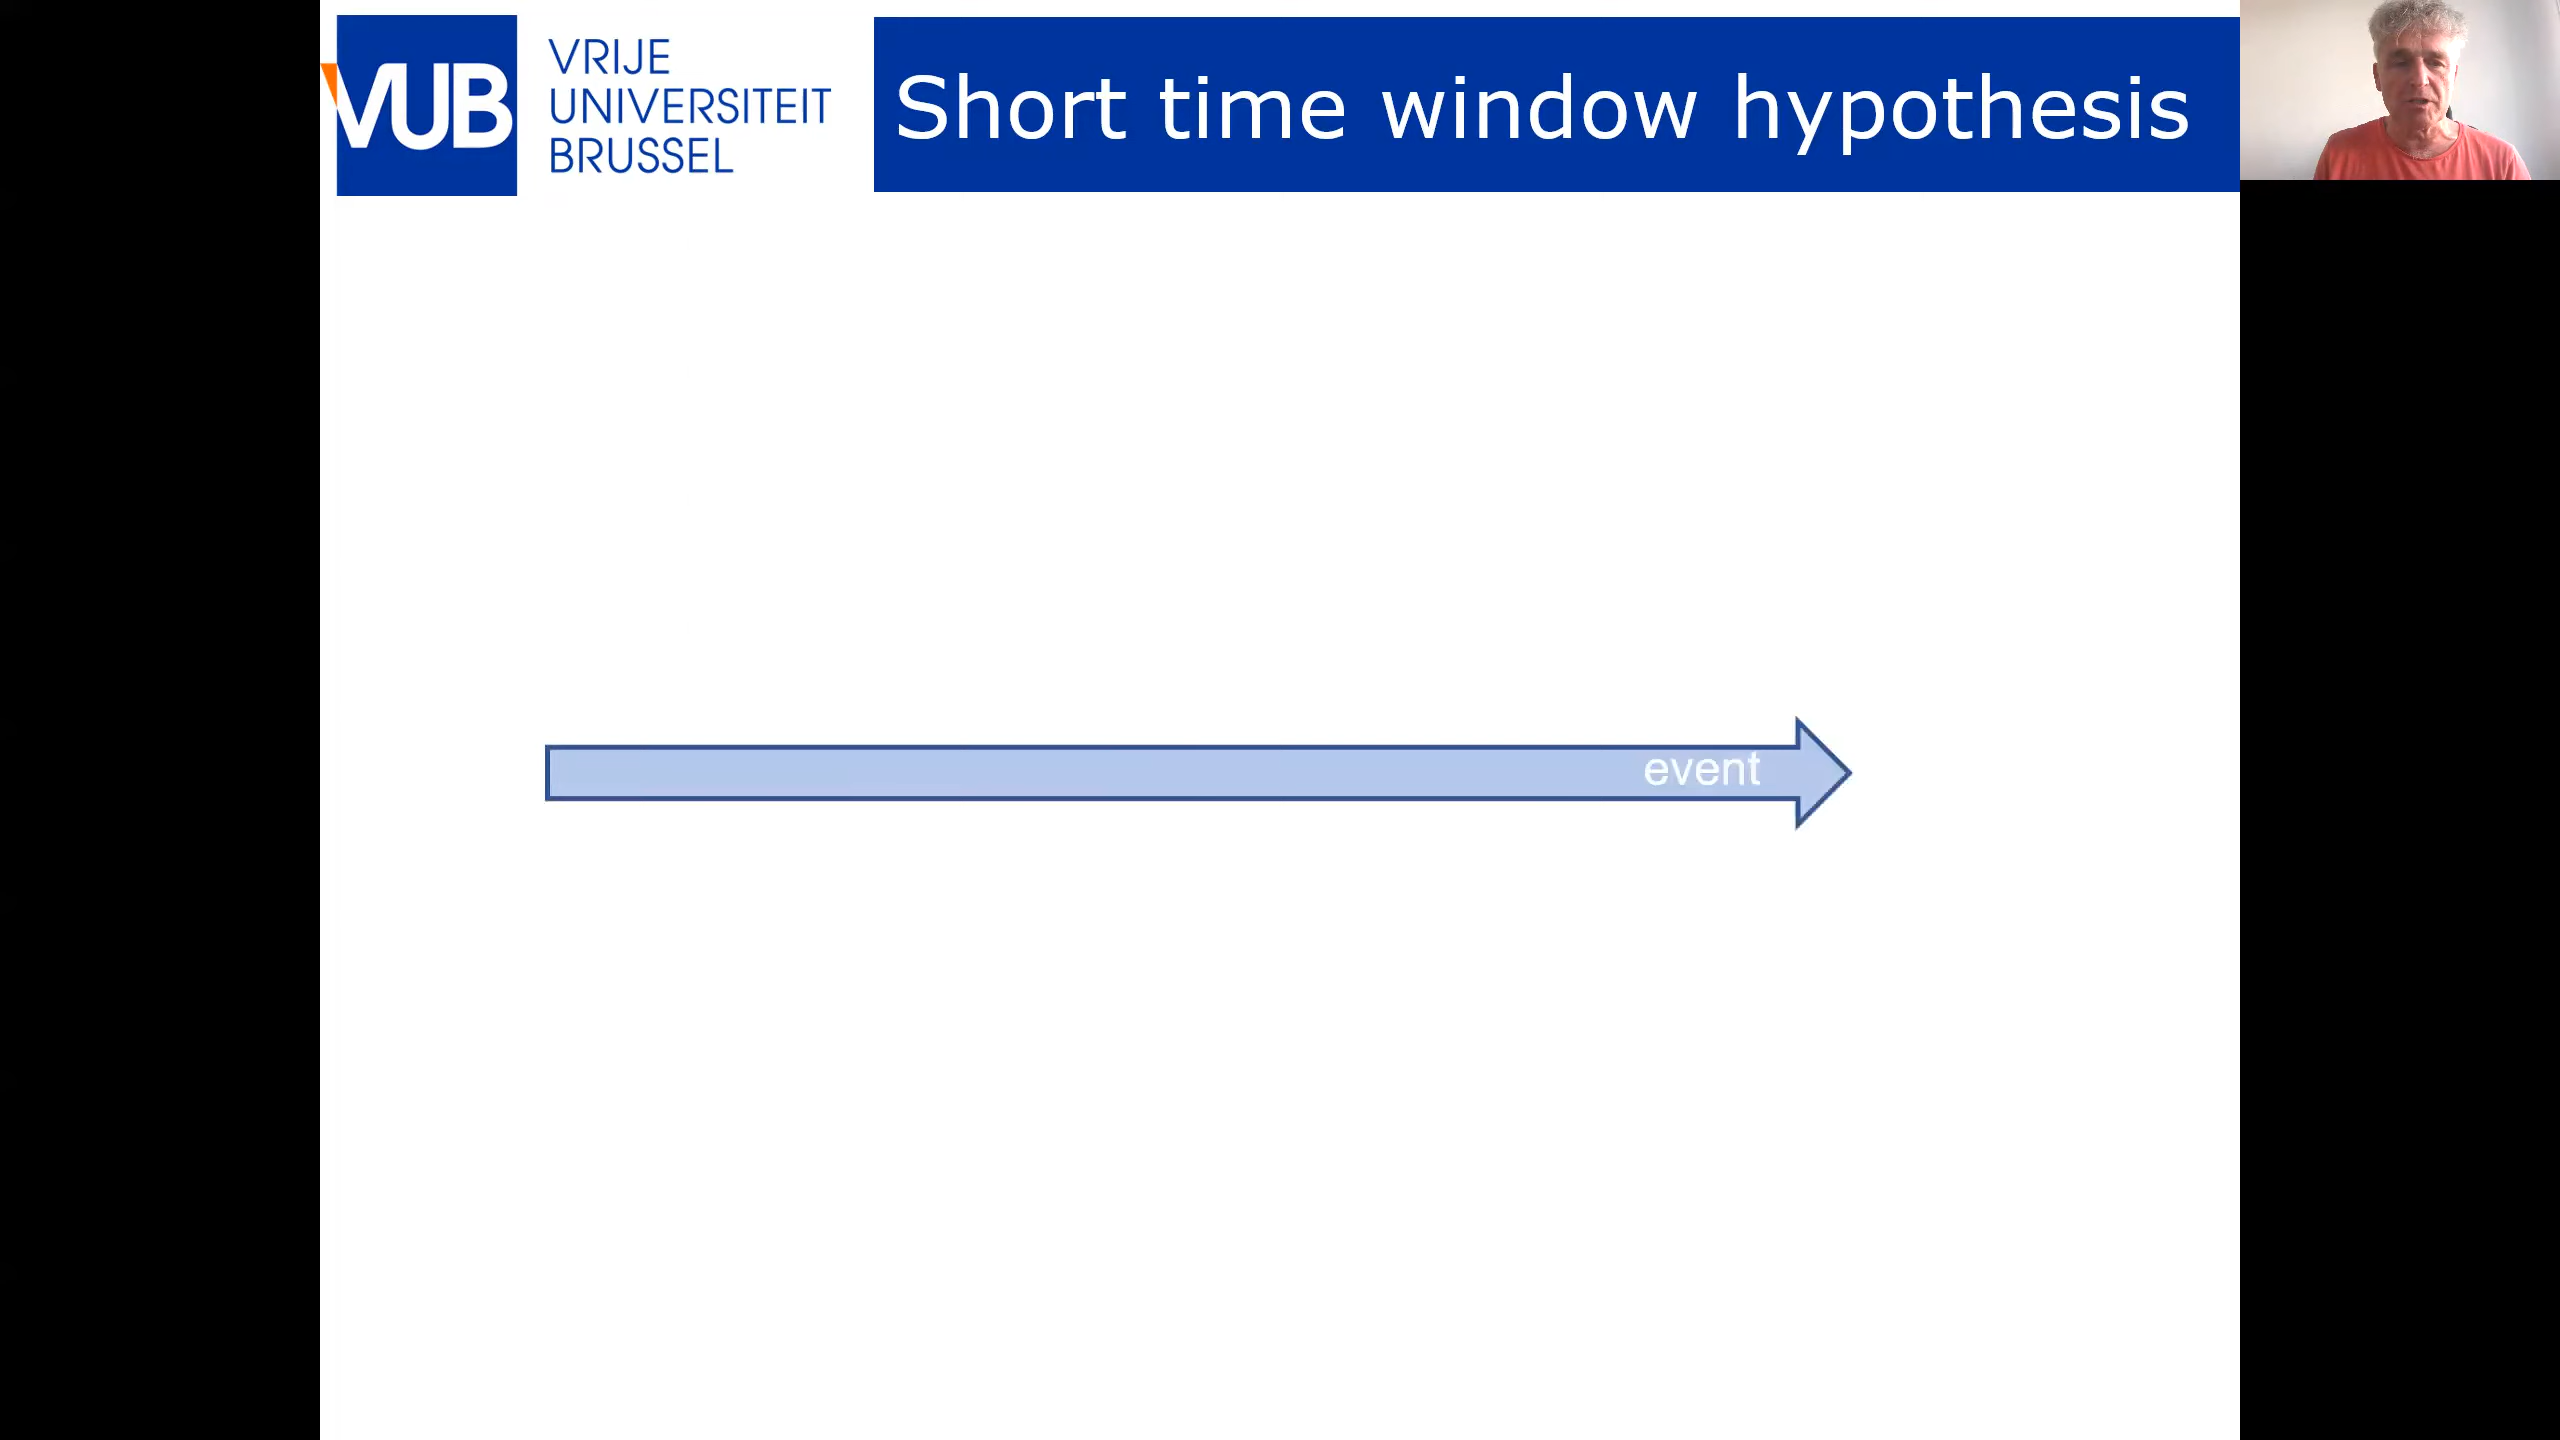 VUB
VRIJE
UNIVERSITEIT
BRUSSEL
Short time window hypothesis
event